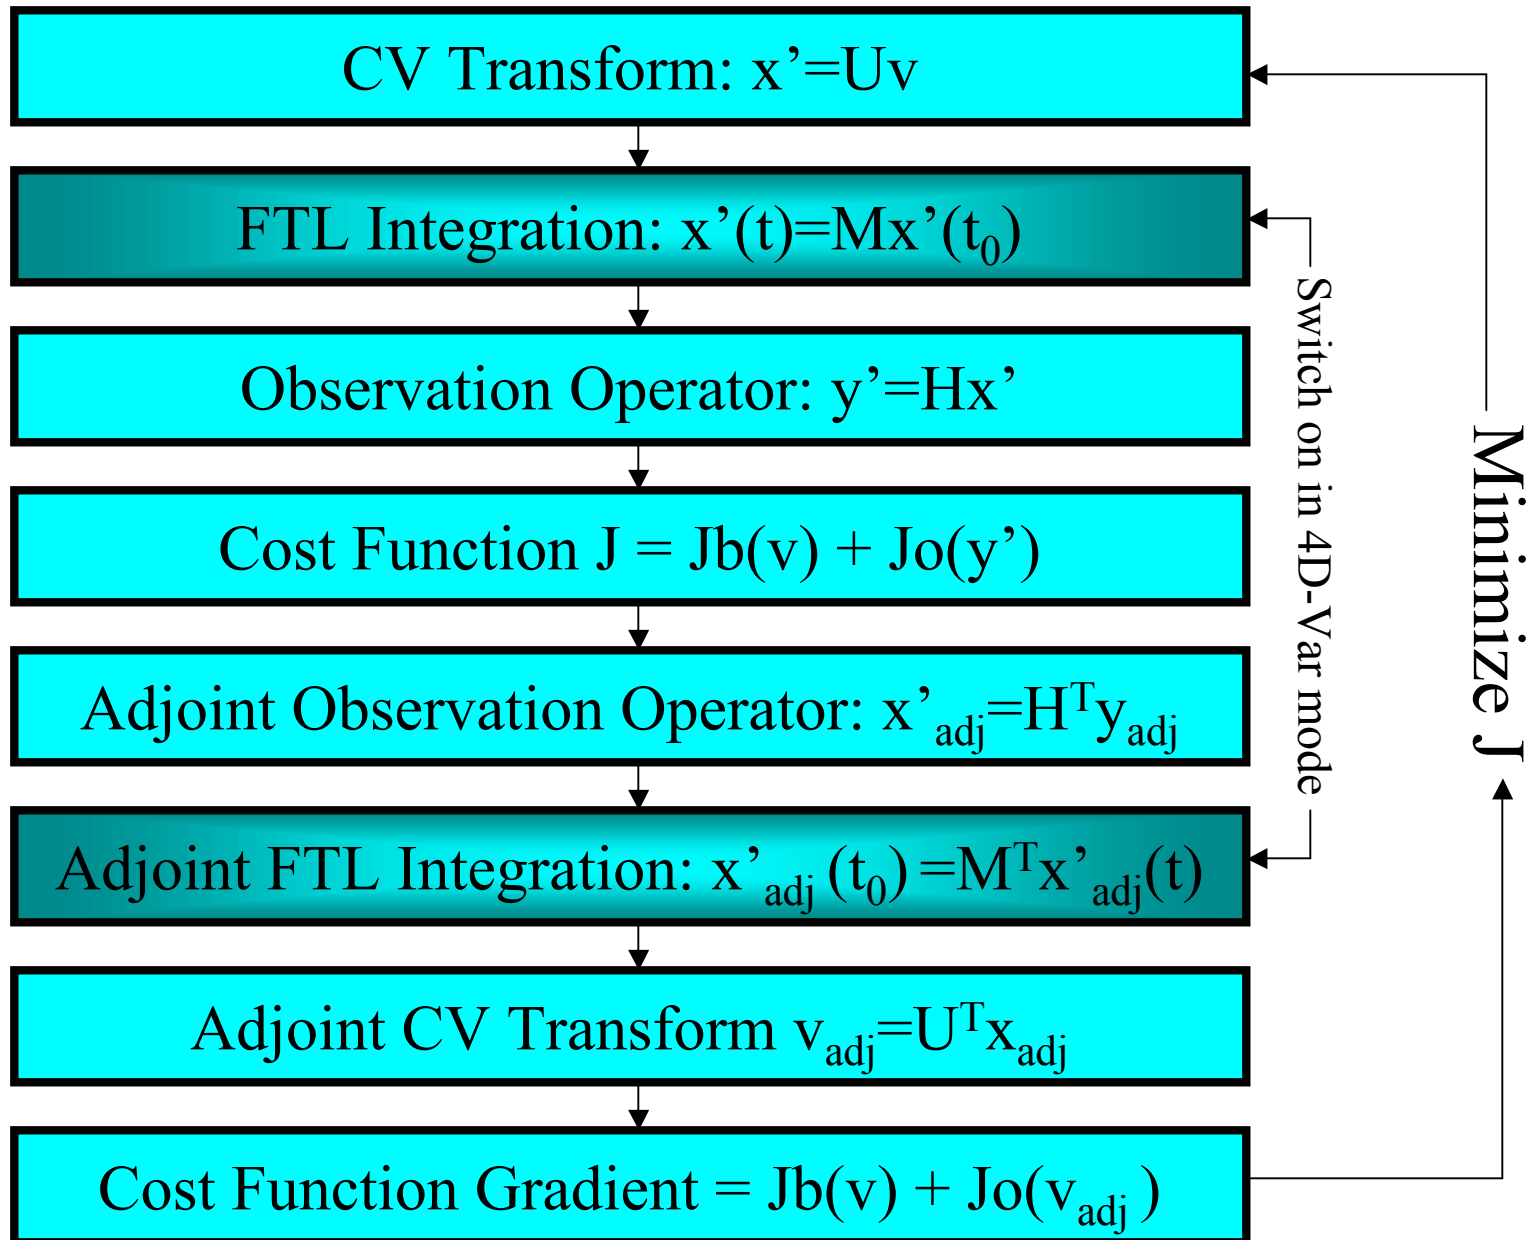 CV Transform: x’=Uv
FTL Integration: x’(t)=Mx’(t₀)
Observation Operator: y’=Hx’
Cost Function J = Jb(v) + Jo(y’)
Adjoint Observation Operator: x’adj=Hᵀyadj
Adjoint FTL Integration: x’adj (t₀) =Mᵀx’adj(t)
Adjoint CV Transform vadj=Uᵀxadj
Cost Function Gradient = Jb(v) + Jo(vadj )
Switch on in 4D-Var mode
Minimize J